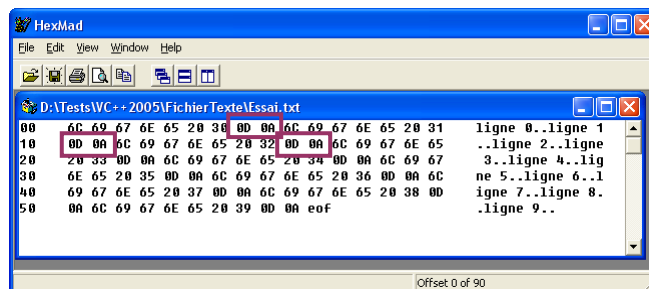 HexMad
File Edit View Window Help
D:\Tests\VC++2005\FichierTexte\Essai.txt
00 6C 69 67 6E 65 20 30 0D 0A 6C 69 67 6E 65 20 31 ligne 0..ligne 1
10 0D 0A 6C 69 67 6E 65 20 32 0D 0A 6C 69 67 6E 65 ..ligne 2..ligne
20 20 33 0D 0A 6C 69 67 6E 65 20 34 0D 0A 6C 69 67 3..ligne 4..lig
30 6E 65 20 35 0D 0A 6C 69 67 6E 65 20 36 0D 0A 6C ne 5..ligne 6..l
40 69 67 6E 65 20 37 0D 0A 6C 69 67 6E 65 20 38 0D igne 7..ligne 8.
50 0A 6C 69 67 6E 65 20 39 0D 0A eof .ligne 9..
Offset 0 of 90